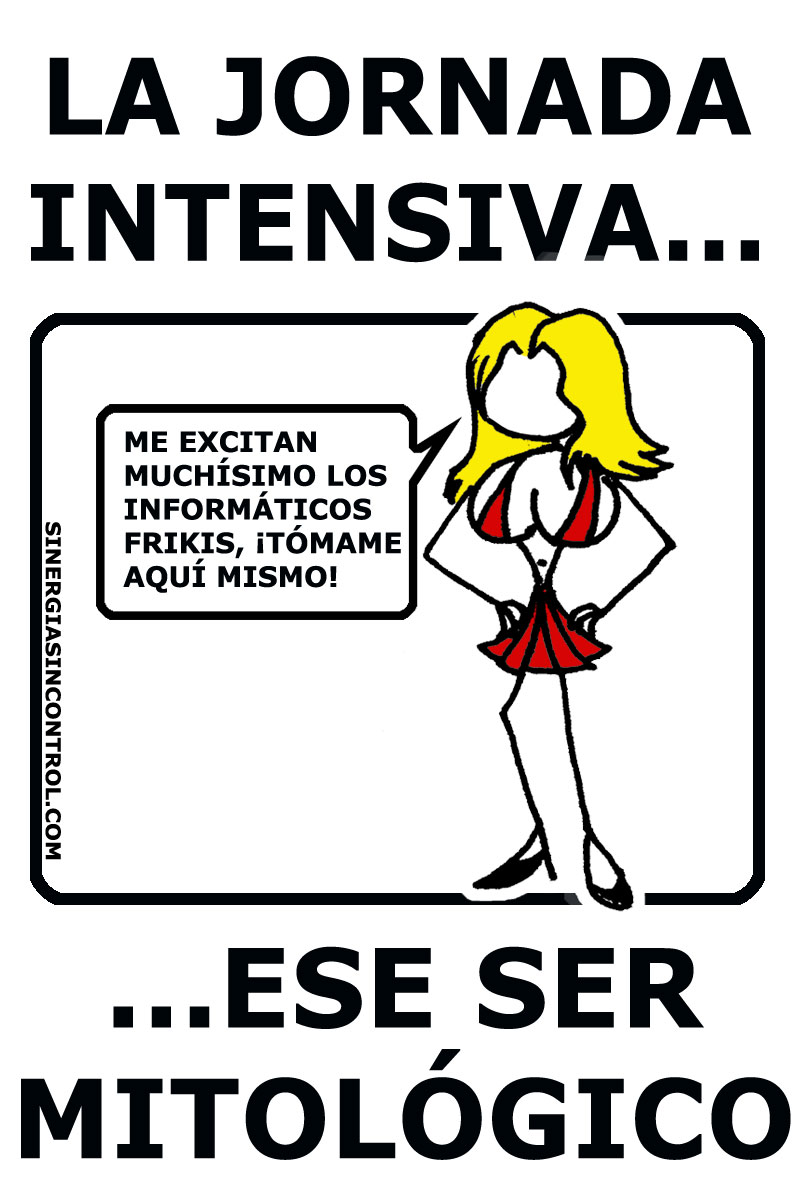 LA JORNADA
INTENSIVA...
ME EXCITAN
MUCHÍSIMO LOS
INFORMÁTICOS
FRIKIS, ¡TÓMAME
AQUÍ MISMO!
SINERGIASINCONTROL.COM
...ESE SER
MITOLÓGICO